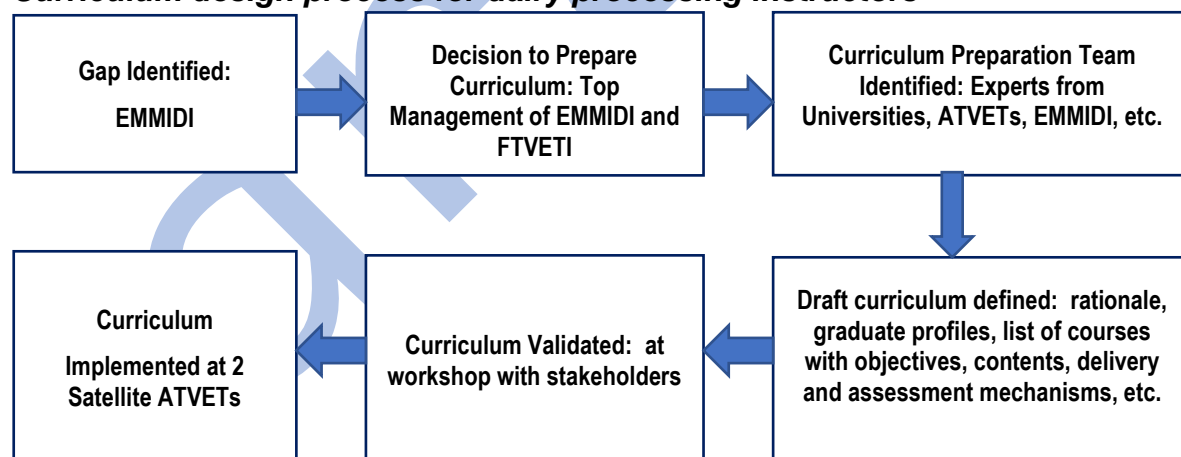 Curriculum design process for dairy processing instructors
Gap Identified:
EMMIDI
Decision to Prepare
Curriculum: Top
Management of EMMIDI and
FTVETI
Curriculum Preparation Team
Identified: Experts from
Universities, ATVETs, EMMIDI, etc.
Draft curriculum defined: rationale,
graduate profiles, list of courses
with objectives, contents, delivery
and assessment mechanisms, etc.
Curriculum Validated: at
workshop with stakeholders
Curriculum
Implemented at 2
Satellite ATVETs